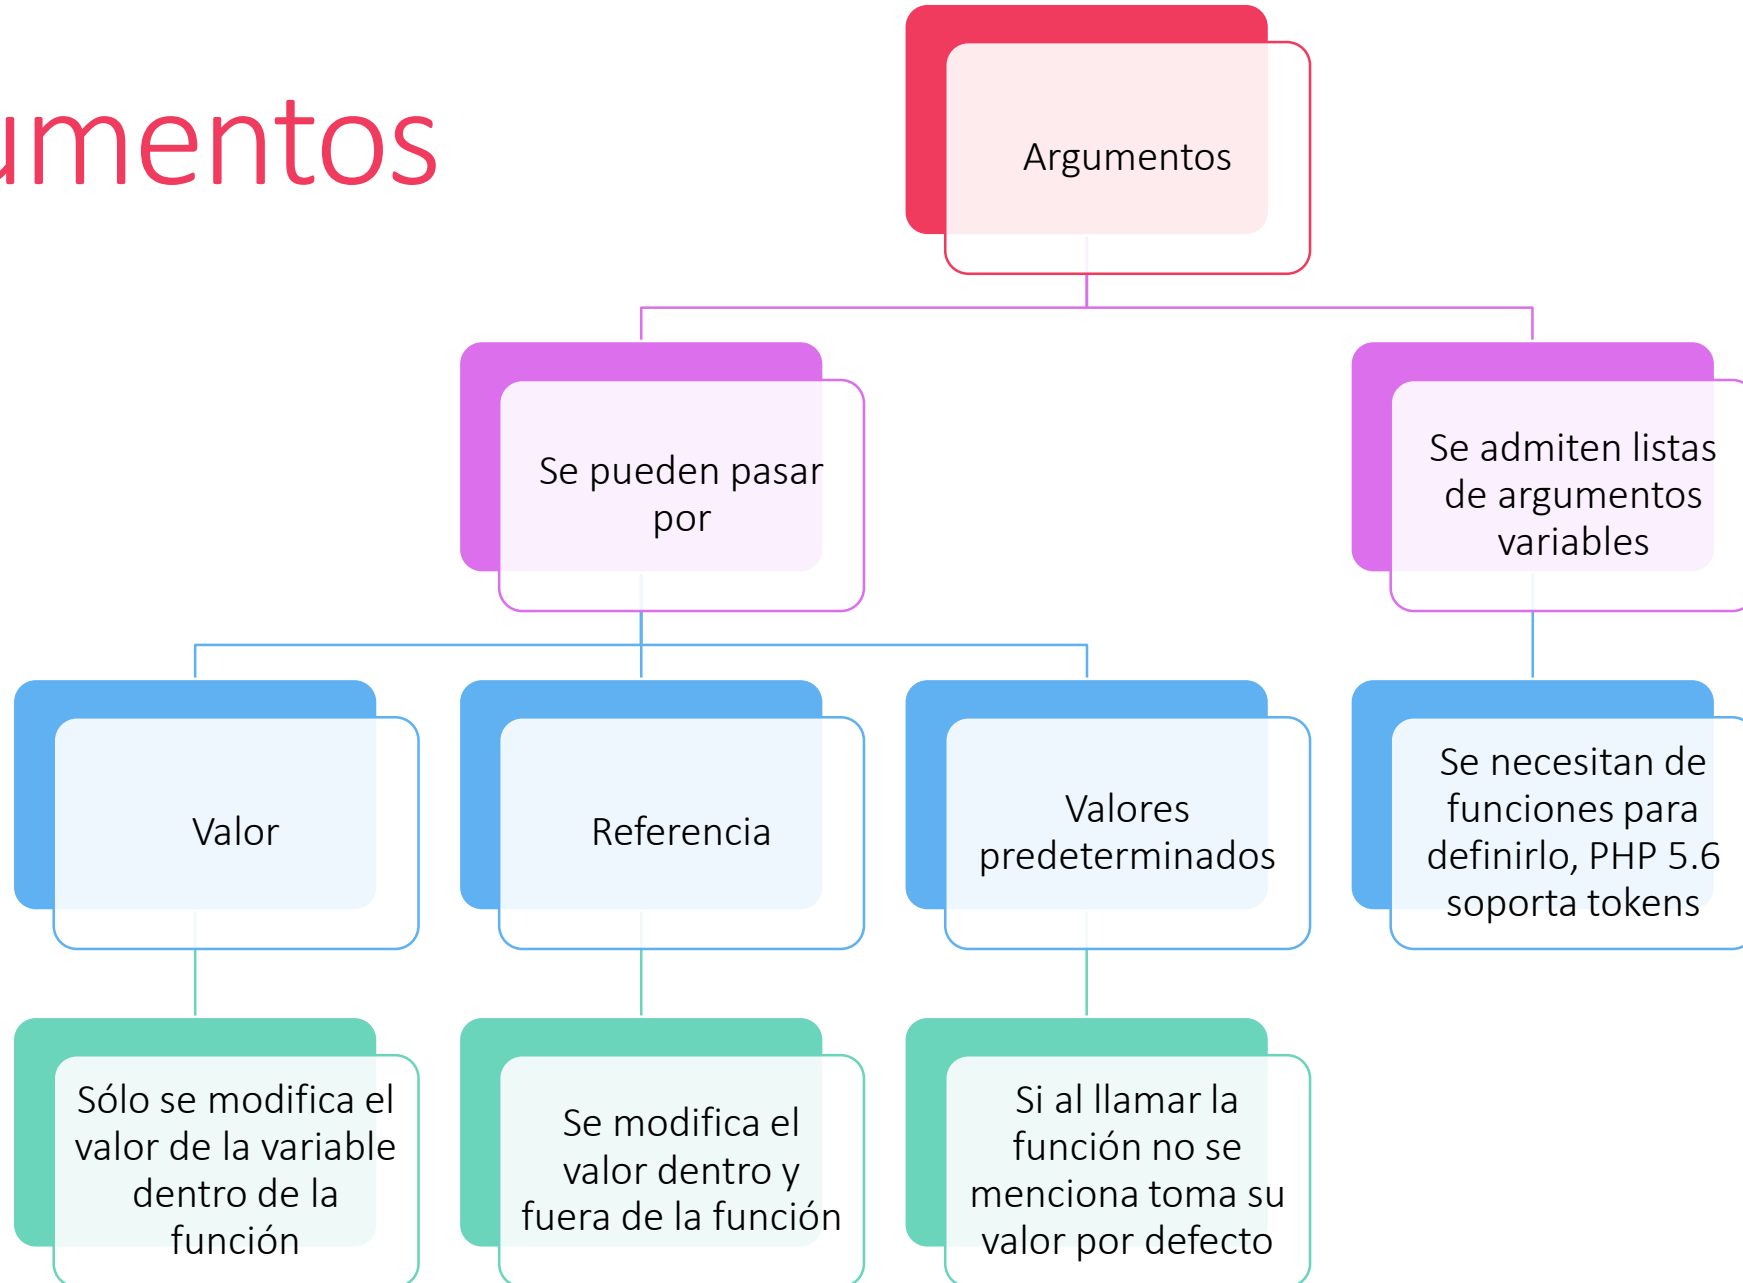 umentos
Argumentos
Se pueden pasar
por
Se admiten listas
de argumentos
variables
Valor
Referencia
Valores
predeterminados
Se necesitan de
funciones para
definirlo, PHP 5.6
soporta tokens
Sólo se modifica el
valor de la variable
dentro de la
función
Se modifica el
valor dentro y
fuera de la función
Si al llamar la
función no se
menciona toma su
valor por defecto